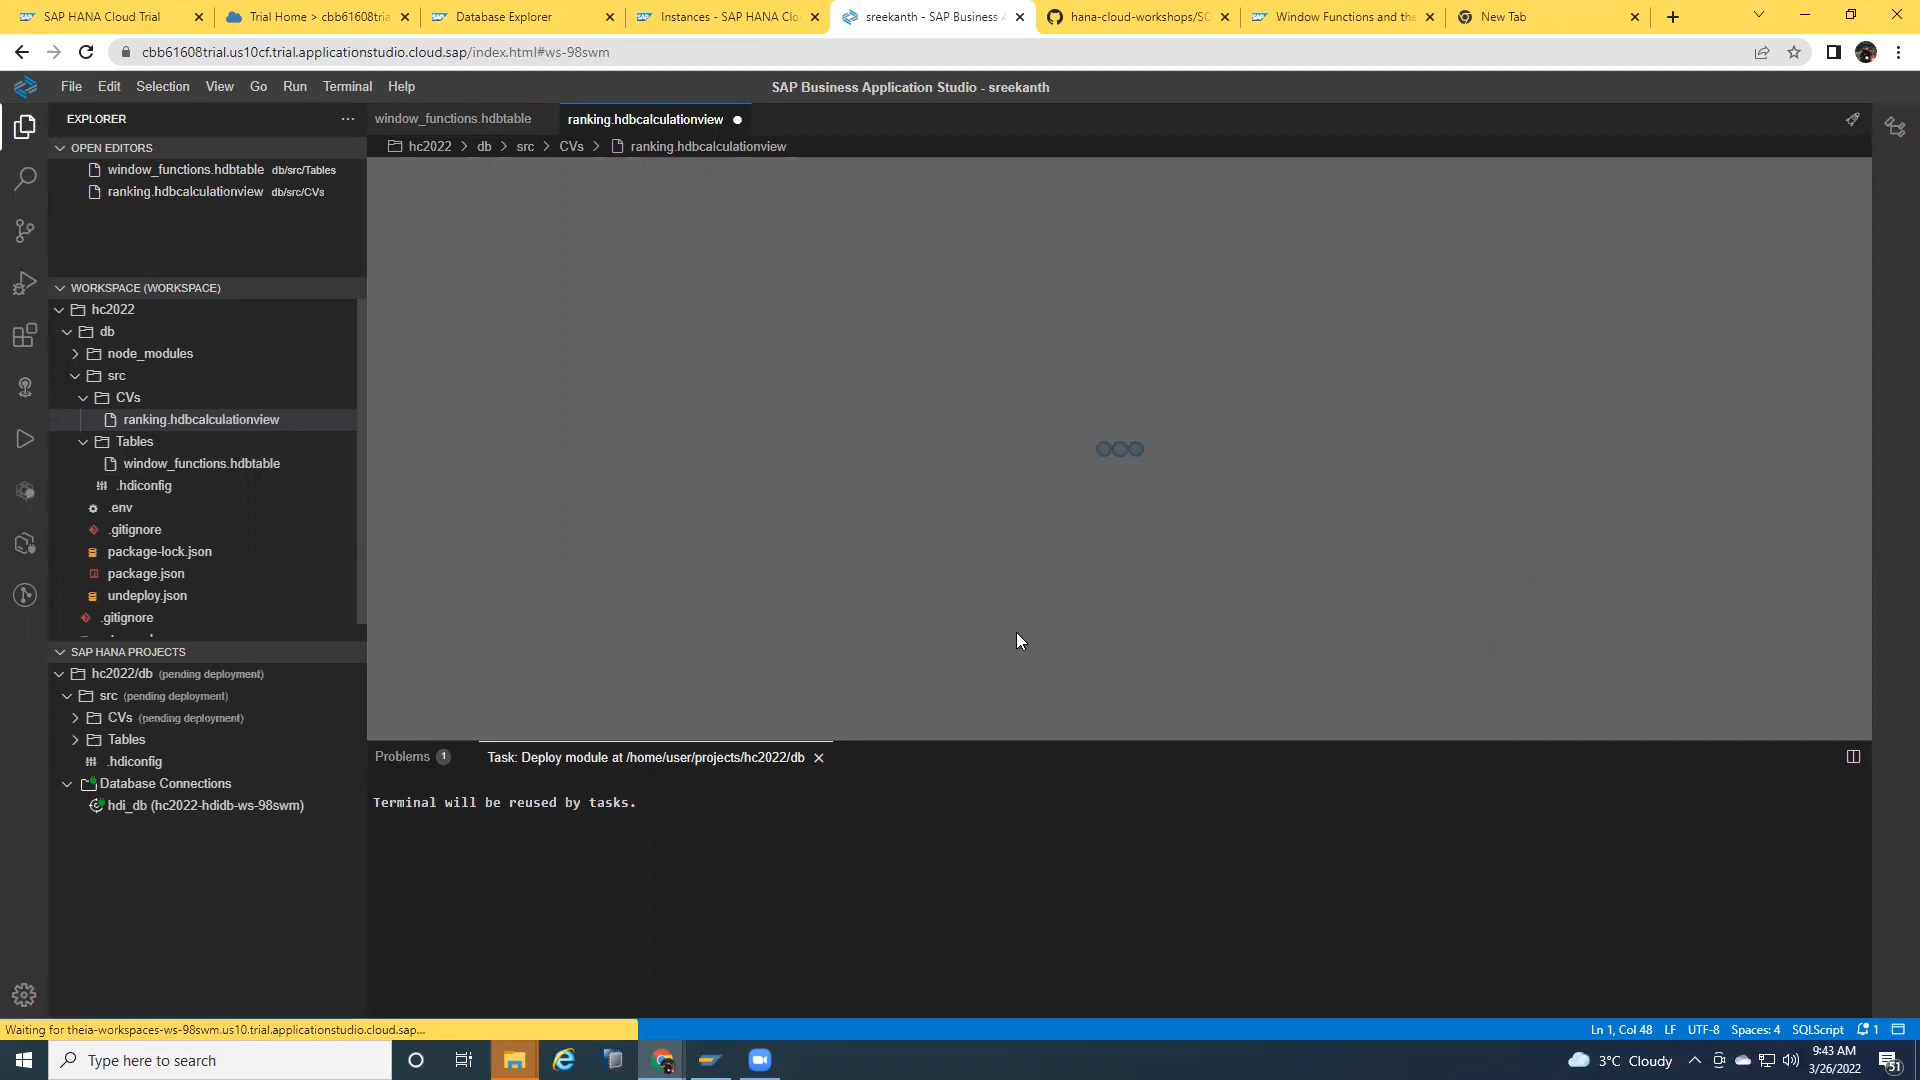 SAP HANA Cloud Trial
Trial Home > cbb61608tria
Database Explorer
Instances - SAP HANA Clo
sreekanth - SAP Business A
hana-cloud-workshops/SC
Window Functions and the
New Tab
cbb61608trial.us10cf.trial.applicationstudio.cloud.sap/index.html#ws-98swm
File Edit Selection View Go Run Terminal Help
SAP Business Application Studio - sreekanth
EXPLORER
window_functions.hdbtable
ranking.hdbcalculationview
OPEN EDITORS
hc2022 > db > src > CVs > ranking.hdbcalculationview
window_functions.hdbtable db/src/Tables
ranking.hdbcalculationview db/src/CVs
WORKSPACE (WORKSPACE)
hc2022
db
node_modules
src
CVs
ranking.hdbcalculationview
Tables
window_functions.hdbtable
.hdiconfig
.env
.gitignore
package-lock.json
package.json
undeploy.json
.gitignore
SAP HANA PROJECTS
hc2022/db (pending deployment)
src (pending deployment)
CVs (pending deployment)
Tables
.hdiconfig
Database Connections
hdi_db (hc2022-hdidb-ws-98swm)
Problems 1
Task: Deploy module at /home/user/projects/hc2022/db
Terminal will be reused by tasks.
Waiting for theia-workspaces-ws-98swm.us10.trial.applicationstudio.cloud.sap...
Ln 1, Col 48 LF UTF-8 Spaces: 4 SQLScript 1
Type here to search
3°C Cloudy
9:43 AM
3/26/2022
51